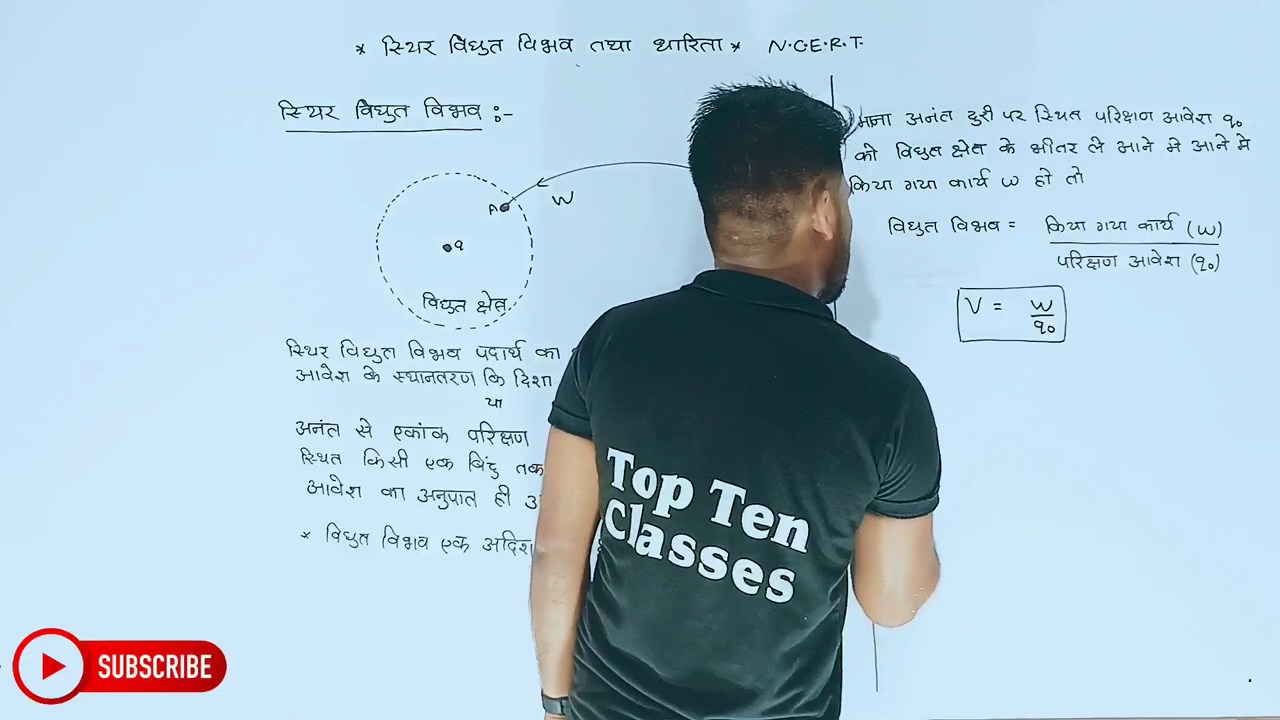 * स्थिर विधुत विभव तथा धारिता * N.C.E.R.T.
स्थिर विधुत विभव :-
A
W
q
विधुत क्षेत्र
स्थिर विधुत विभव पदार्थ का
आवेश के स्थानतरण कि दिशा
या
अनंत से एकांक परिक्षण
स्थित किसी एक बिंदु तक
आवेश का अनुपात ही
* विधुत विभव एक अदिश
माना अनंत दुरी पर स्थित परिक्षण आवेश q₀
को विधुत क्षेत्र के भीतर ले आने मे आने मे
किया गया कार्य W हो तो
विधुत विभव = किया गया कार्य (W)
परिक्षण आवेश (q₀)
V = W
q₀
Top Ten
Classes
SUBSCRIBE